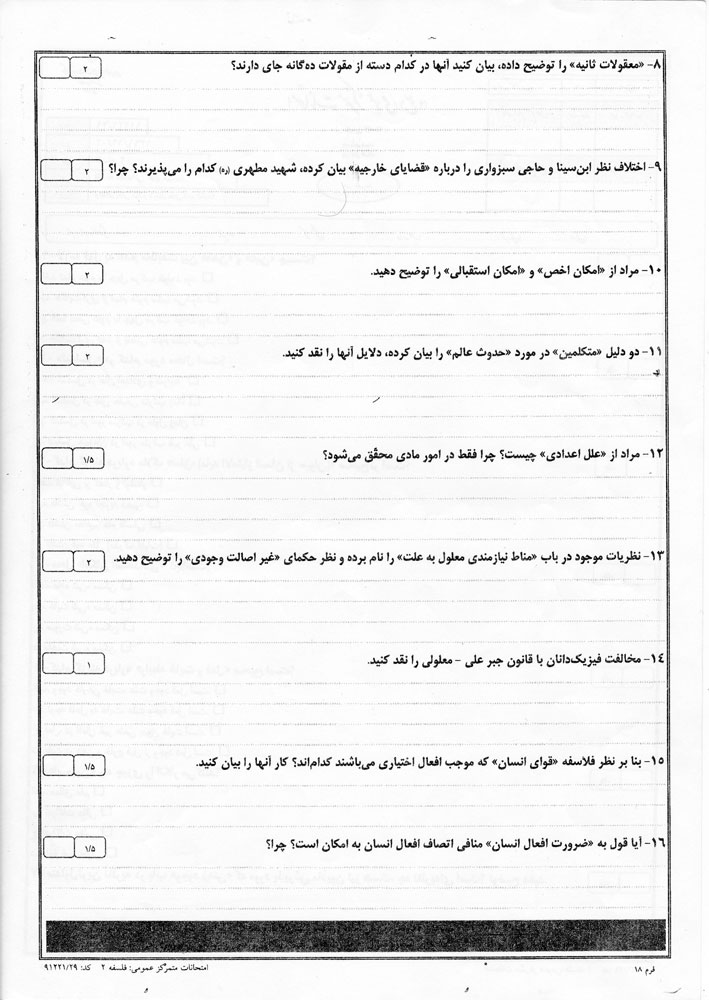 ۸- «معقولات ثانیه» را توضیح داده، بیان کنید آنها در کدام دسته از مقولات ده‌گانه جای دارند؟
۲
۹- اختلاف نظر ابن‌سینا و حاجی سبزواری را درباره «قضایای خارجیه» بیان کرده، شهید مطهری (ره) کدام را می‌پذیرند؟ چرا؟
۲
۱۰- مراد از «امکان اخص» و «امکان استقبالی» را توضیح دهید.
۲
۱۱- دو دلیل «متکلمین» در مورد «حدوث عالم» را بیان کرده، دلایل آنها را نقد کنید.
۲
۱۲- مراد از «علل اعدادی» چیست؟ چرا فقط در امور مادی محقّق می‌شود؟
۱/۵
۱۳- نظریات موجود در باب «مناط نیازمندی معلول به علت» را نام برده و نظر حکمای «غیر اصالت وجودی» را توضیح دهید.
۲
۱۴- مخالفت فیزیک‌دانان با قانون جبر علی - معلولی را نقد کنید.
۱
۱۵- بنا بر نظر فلاسفه «قوای انسان» که موجب افعال اختیاری می‌باشند کدام‌اند؟ کار آنها را بیان کنید.
۱/۵
۱۶- آیا قول به «ضرورت افعال انسان» منافی اتصاف افعال انسان به امکان است؟ چرا؟
۱/۵
فرم ۱۸
امتحانات متمرکز عمومی: فلسفه ۲ کد: ۹۱۲۲۱/۲۹